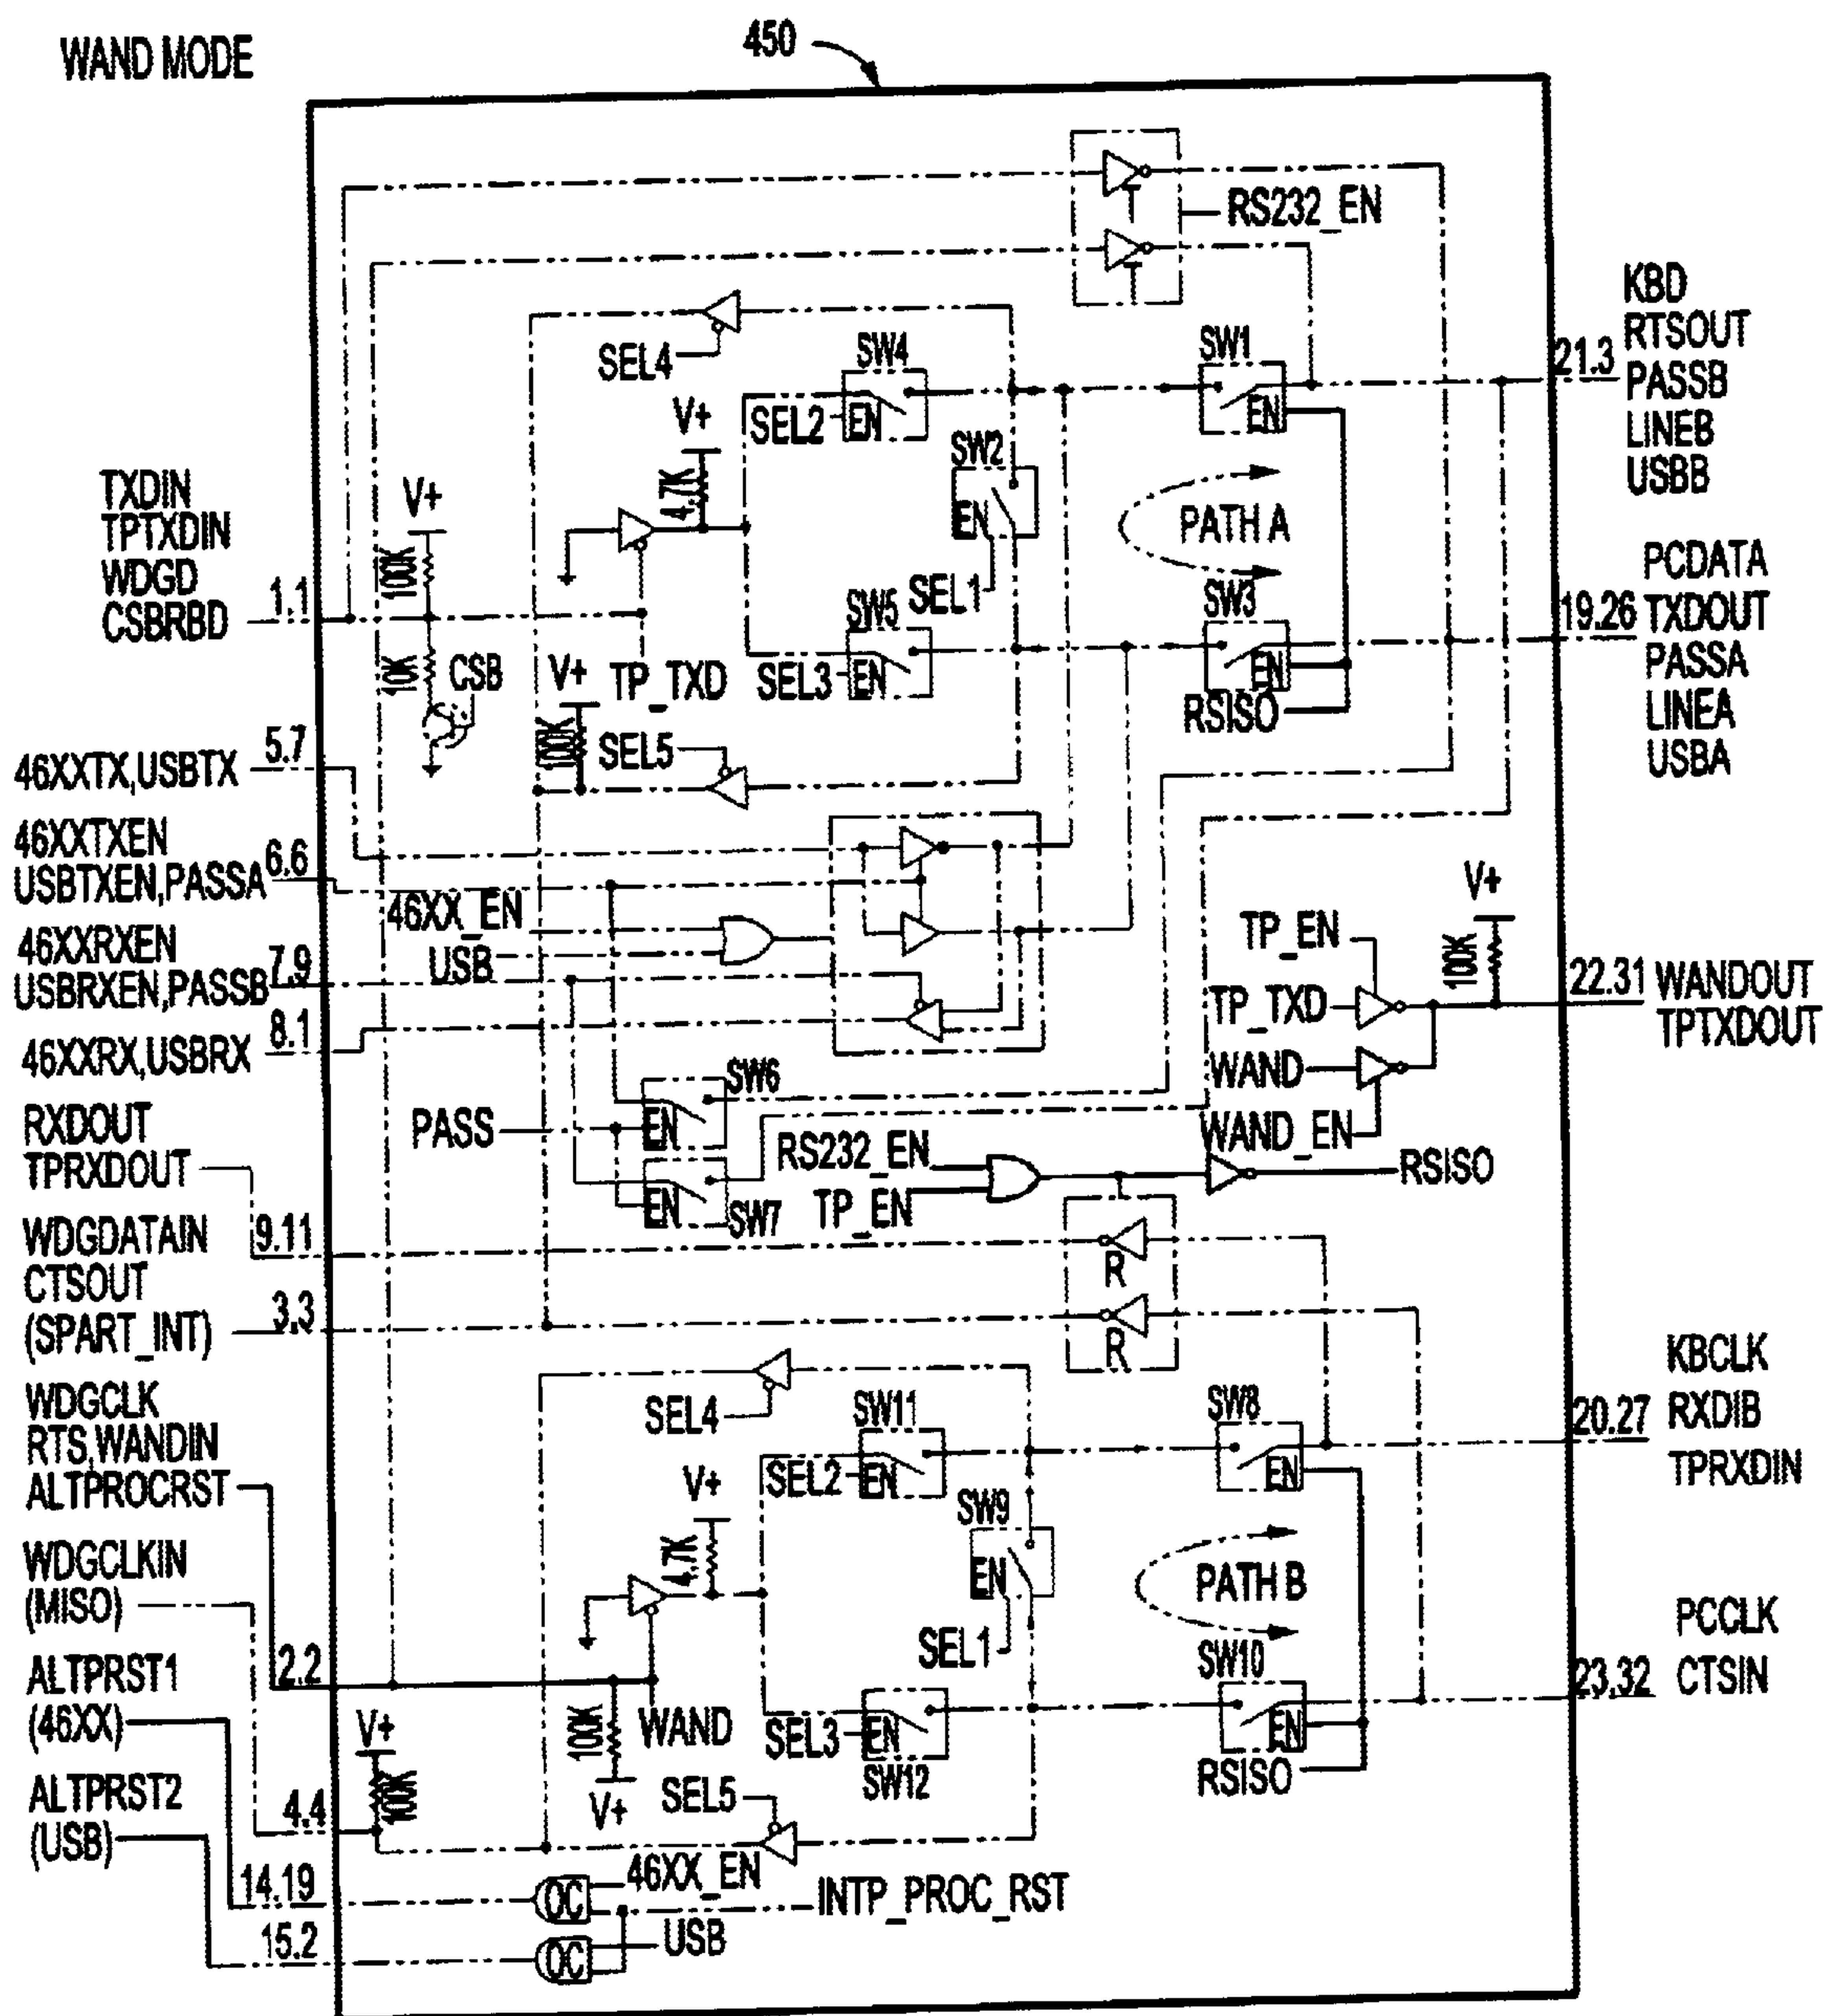 WAND MODE
450
RS232_EN
KBD
RTSOUT
21.3
PASSB
LINEB
USBB
SEL4
SW4
SW1
SEL2
EN
EN
V+
4.7K
SW2
EN
SEL1
PATH A
TXDIN
TPTXDIN
WDGD
CSBRBD
1.1
V+
100K
10K
CSB
SW5
SEL3
EN
SW3
EN
RSISO
PCDATA
19.26
TXDOUT
PASSA
LINEA
USBA
V+
TP_TXD
100K
SEL5
46XXTX,USBTX
5.7
46XXTXEN
USBTXEN,PASSA
6.6
46XX_EN
USB
46XXRXEN
USBRXEN,PASSB
7.9
46XXRX,USBRX
8.1
V+
100K
TP_EN
TP_TXD
WAND
WAND_EN
22.31
WANDOUT
TPTXDOUT
SW6
PASS
EN
EN
SW7
RS232_EN
TP_EN
RSISO
RXDOUT
TPRXDOUT
9.11
R
R
WDGDATAIN
CTSOUT
(SPART_INT)
3.3
KBCLK
20.27
RXDIB
TPRXDIN
SEL4
SW11
SEL2
EN
SW8
EN
WDGCLK
RTS,WANDIN
ALTPROCRST
2.2
V+
4.7K
SW9
EN
SEL1
PATH B
WDGCLKIN
(MISO)
4.4
PCCLK
23.32
CTSIN
100K
V+
WAND
SEL3
EN
SW12
SW10
EN
RSISO
ALTPRST1
(46XX)
14.19
V+
100K
SEL5
ALTPRST2
(USB)
15.2
OC
46XX_EN
INTP_PROC_RST
OC
USB